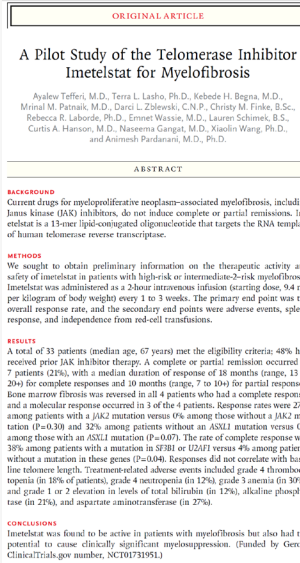 ORIGINAL ARTICLE
A Pilot Study of the Telomerase Inhibitor
Imetelstat for Myelofibrosis
Ayalew Tefferi, M.D., Terra L. Lasho, Ph.D., Kebede H. Begna, M.D.,
Mrinal M. Patnaik, M.D., Darci L. Zblewski, C.N.P., Christy M. Finke, B.Sc.,
Rebecca R. Laborde, Ph.D., Emnet Wassie, M.D., Lauren Schimek, B.S.,
Curtis A. Hanson, M.D., Naseema Gangat, M.D., Xiaolin Wang, Ph.D.,
and Animesh Pardanani, M.D., Ph.D.
ABSTRACT
BACKGROUND
Current drugs for myeloproliferative neoplasm–associated myelofibrosis, includi
Janus kinase (JAK) inhibitors, do not induce complete or partial remissions. I
etelstat is a 13-mer lipid-conjugated oligonucleotide that targets the RNA templa
of human telomerase reverse transcriptase.
METHODS
We sought to obtain preliminary information on the therapeutic activity a
safety of imetelstat in patients with high-risk or intermediate-2–risk myelofibros
Imetelstat was administered as a 2-hour intravenous infusion (starting dose, 9.4 m
per kilogram of body weight) every 1 to 3 weeks. The primary end point was t
overall response rate, and the secondary end points were adverse events, sple
response, and independence from red-cell transfusions.
RESULTS
A total of 33 patients (median age, 67 years) met the eligibility criteria; 48% h
received prior JAK inhibitor therapy. A complete or partial remission occurred
7 patients (21%), with a median duration of response of 18 months (range, 13
20+) for complete responses and 10 months (range, 7 to 10+) for partial respons
Bone marrow fibrosis was reversed in all 4 patients who had a complete respon
and a molecular response occurred in 3 of the 4 patients. Response rates were 27
among patients with a JAK2 mutation versus 0% among those without a JAK2 m
tation (P=0.30) and 32% among patients without an ASXL1 mutation versus 0
among those with an ASXL1 mutation (P=0.07). The rate of complete response w
38% among patients with a mutation in SF3B1 or U2AF1 versus 4% among patien
without a mutation in these genes (P=0.04). Responses did not correlate with bas
line telomere length. Treatment-related adverse events included grade 4 thrombo
topenia (in 18% of patients), grade 4 neutropenia (in 12%), grade 3 anemia (in 30%
and grade 1 or 2 elevation in levels of total bilirubin (in 12%), alkaline phosph
tase (in 21%), and aspartate aminotransferase (in 27%).
CONCLUSIONS
Imetelstat was found to be active in patients with myelofibrosis but also had t
potential to cause clinically significant myelosuppression. (Funded by Gero
ClinicalTrials.gov number, NCT01731951.)